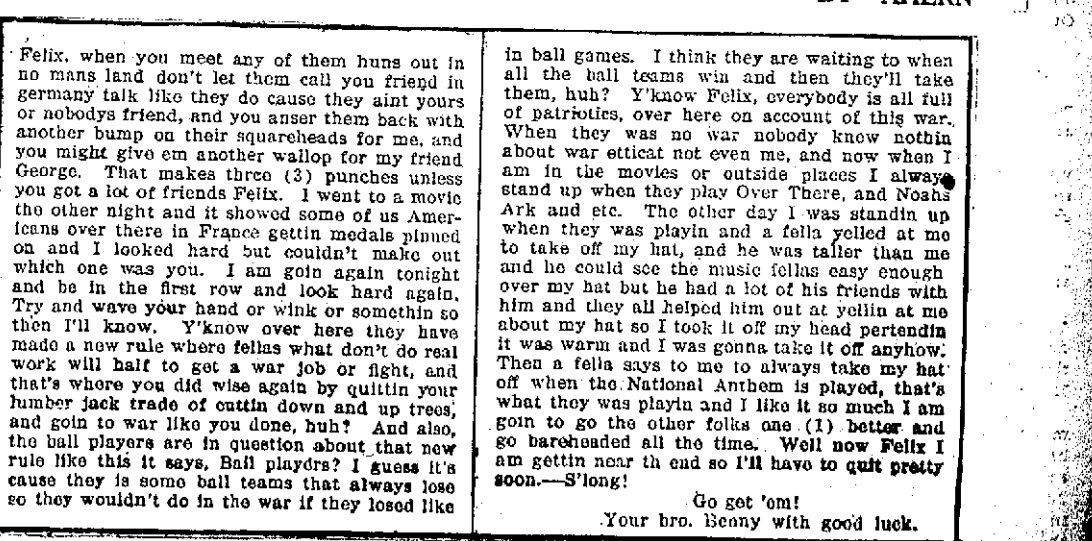 BY AHERN
Felix, when you meet any of them huns out in
no mans land don't let them call you friend in
germany talk like they do cause they aint yours
or nobodys friend, and you anser them back with
another bump on their squareheads for me, and
you might give em another wallop for my friend
George. That makes three (3) punches unless
you got a lot of friends Felix. I went to a movie
the other night and it showed some of us Amer-
icans over there in France gettin medals pinned
on and I looked hard but couldn't make out
which one was you. I am goin again tonight
and be in the first row and look hard again.
Try and wave your hand or wink or somethin so
then I'll know. Y'know over here they have
made a new rule where fellas what don't do real
work will haff to get a war job or fight, and
that's where you did wise again by quittin your
lumber jack trade of cuttin down and up trees,
and goin to war like you done, huh? And also,
the ball players are in question about that new
rule like this it says, Ball playdrs? I guess it's
cause they is some ball teams that always lose
so they wouldn't do in the war if they losed like
in ball games. I think they are waiting to when
all the ball teams win and then they'll take
them, huh? Y'know Felix, everybody is all full
of patriotics, over here on account of this war.
When they was no war nobody know nothin
about war etticat not even me, and now when I
am in the movies or outside places I always
stand up when they play Over There, and Noahs
Ark and etc. The other day I was standin up
when they was playin and a fella yelled at me
to take off my hat, and he was taller than me
and he could see the music fellas easy enough
over my hat but he had a lot of his friends with
him and they all helped him out at yellin at me
about my hat so I took it off my head pertendin
it was warm and I was gonna take it off anyhow.
Then a fella says to me to always take my hat
off when the National Anthem is played, that's
what they was playin and I like it so much I am
goin to go the other folks one (1) better and
go bareheaded all the time. Well now Felix I
am gettin near th end so I'll have to quit pretty
soon.—S'long!
Go get 'em!
Your bro. Benny with good luck.